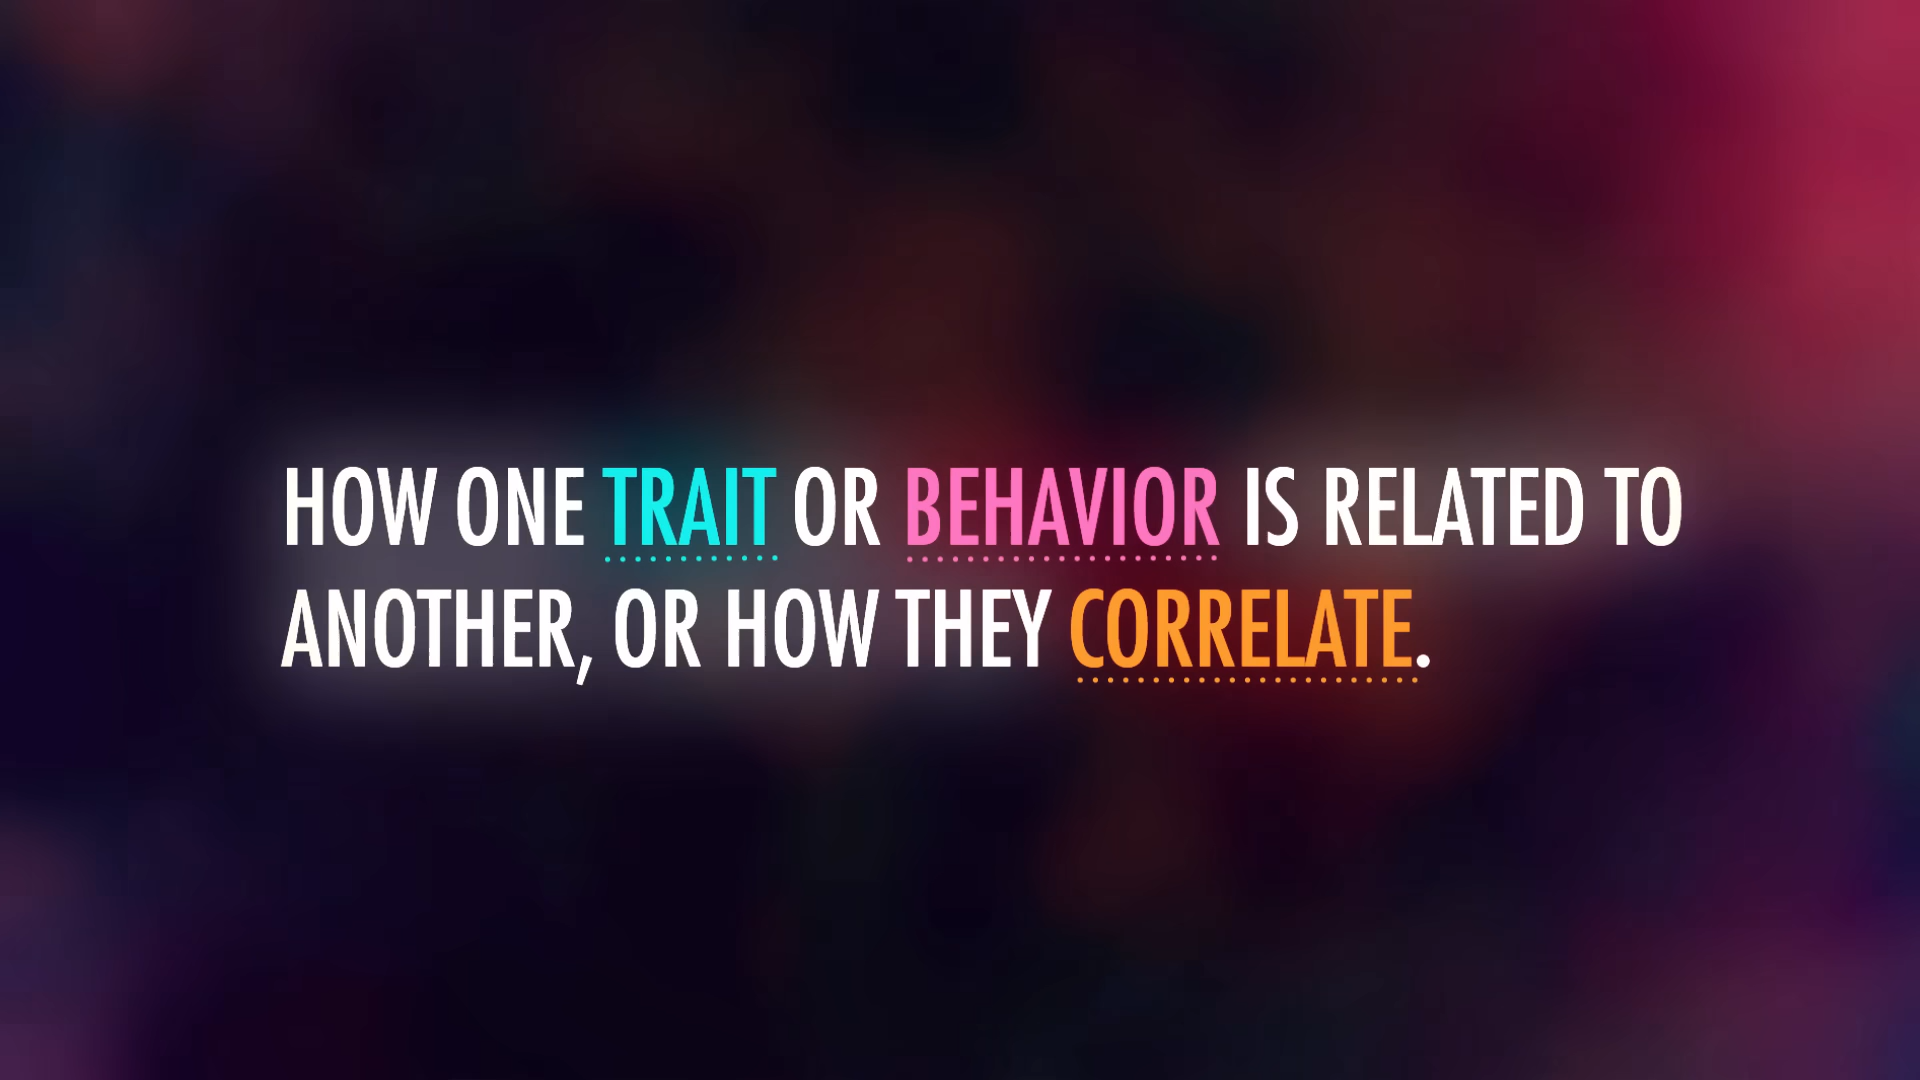 HOW ONE TRAIT OR BEHAVIOR IS RELATED TO
ANOTHER, OR HOW THEY CORRELATE.